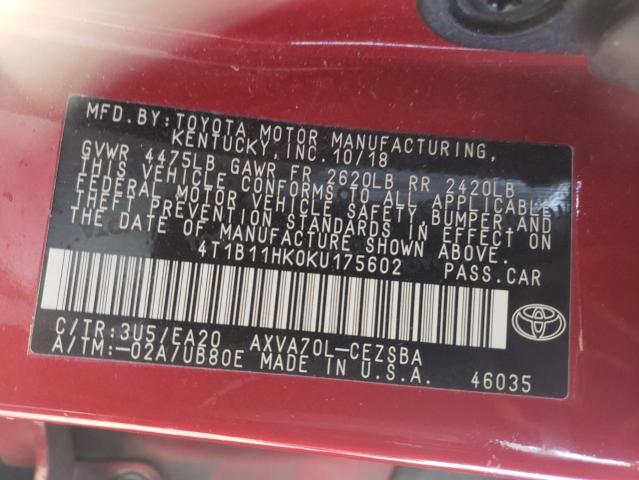 MFD.BY:TOYOTA MOTOR MANUFACTURING,
KENTUCKY, INC. 10/18
GVWR 4475LB GAWR FR 2620LB RR 2420LB
THIS VEHICLE CONFORMS TO ALL APPLICABLE
FEDERAL MOTOR VEHICLE SAFETY, BUMPER AND
THEFT PREVENTION STANDARDS IN EFFECT ON
THE DATE OF MANUFACTURE SHOWN ABOVE.
4T1B11HK0KU175602 PASS.CAR
C/TR:3U5/EA20 AXVA70L-CEZSBA
A/TM:-02A/UB80E MADE IN U.S.A. 46035